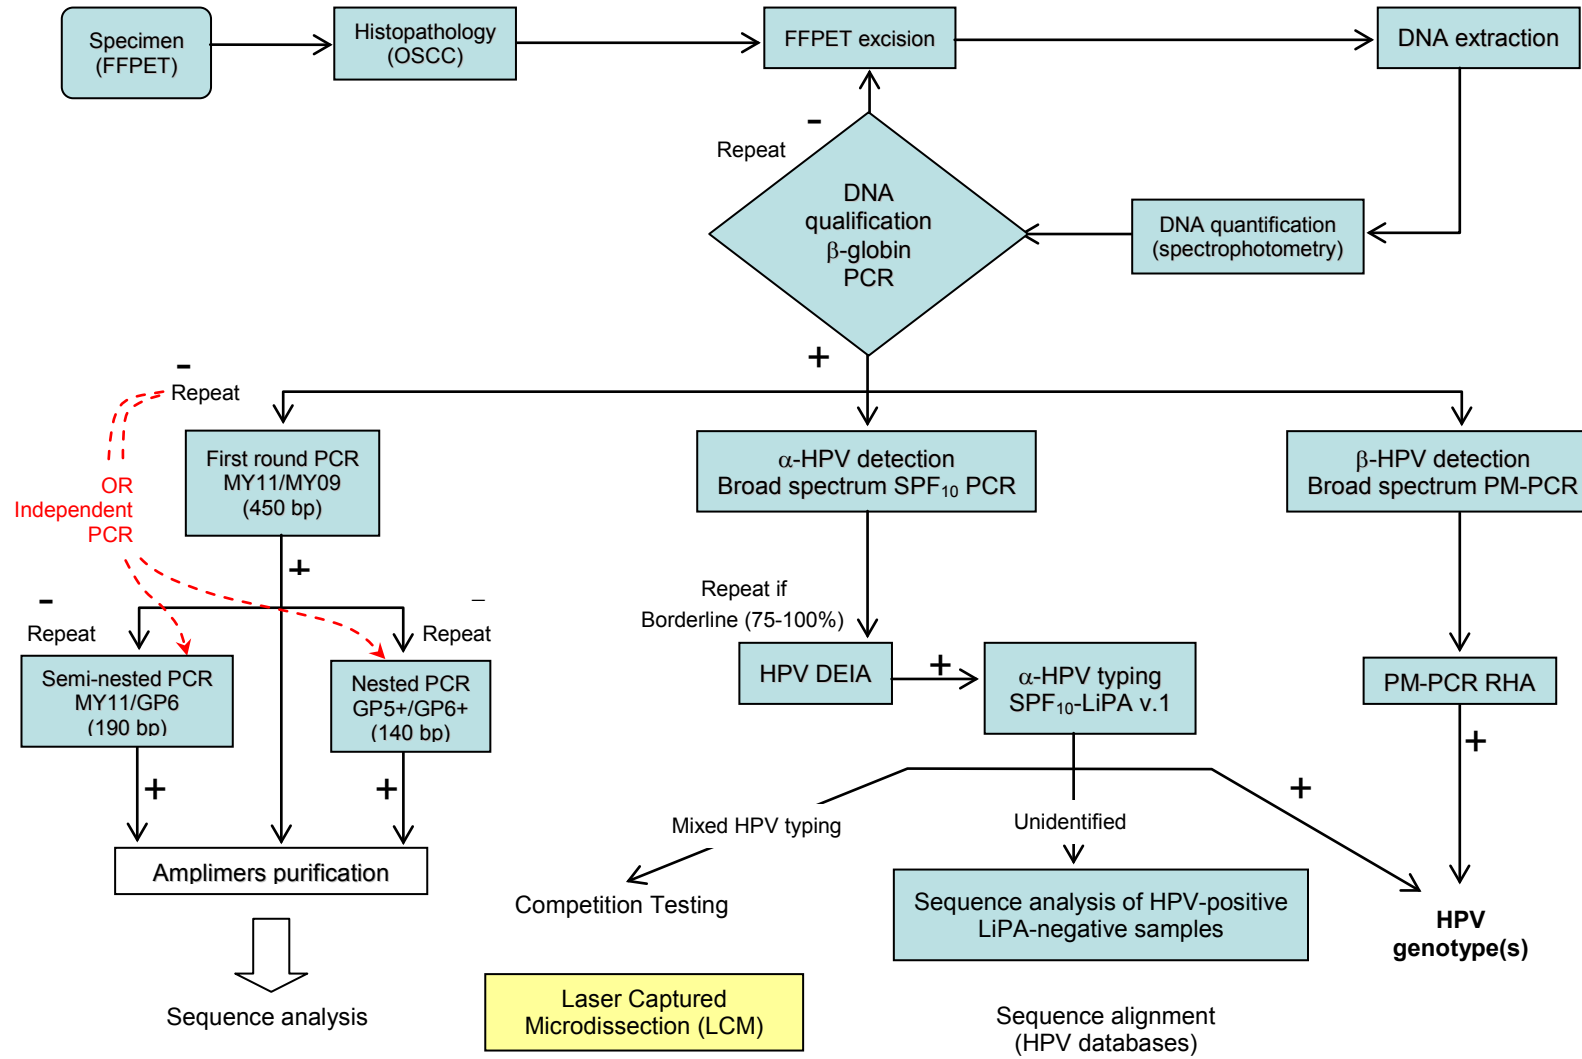 Specimen
(FFPET)
Histopathology
(OSCC)
FFPET excision
DNA extraction
-
Repeat
DNA
qualification
β-globin
PCR
DNA quantification
(spectrophotometry)
+
-
Repeat
OR
Independent
PCR
First round PCR
MY11/MY09
(450 bp)
+
α-HPV detection
Broad spectrum SPF₁₀ PCR
β-HPV detection
Broad spectrum PM-PCR
-
Repeat
–
Repeat
Semi-nested PCR
MY11/GP6
(190 bp)
Nested PCR
GP5+/GP6+
(140 bp)
+
+
Amplimers purification
Sequence analysis
Repeat if
Borderline (75-100%)
HPV DEIA
+
α-HPV typing
SPF₁₀-LiPA v.1
PM-PCR RHA
+
+
Mixed HPV typing
Unidentified
Competition Testing
Sequence analysis of HPV-positive
LiPA-negative samples
HPV
genotype(s)
Laser Captured
Microdissection (LCM)
Sequence alignment
(HPV databases)